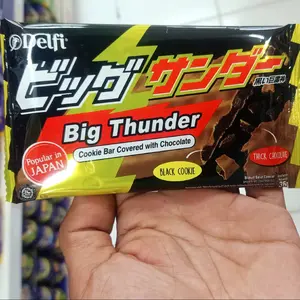 Delfi
ビッグサンダー
Big Thunder
Cookie Bar Covered with Chocolate
Popular in
JAPAN
BLACK COOKIE
THICK CHOCOLATE